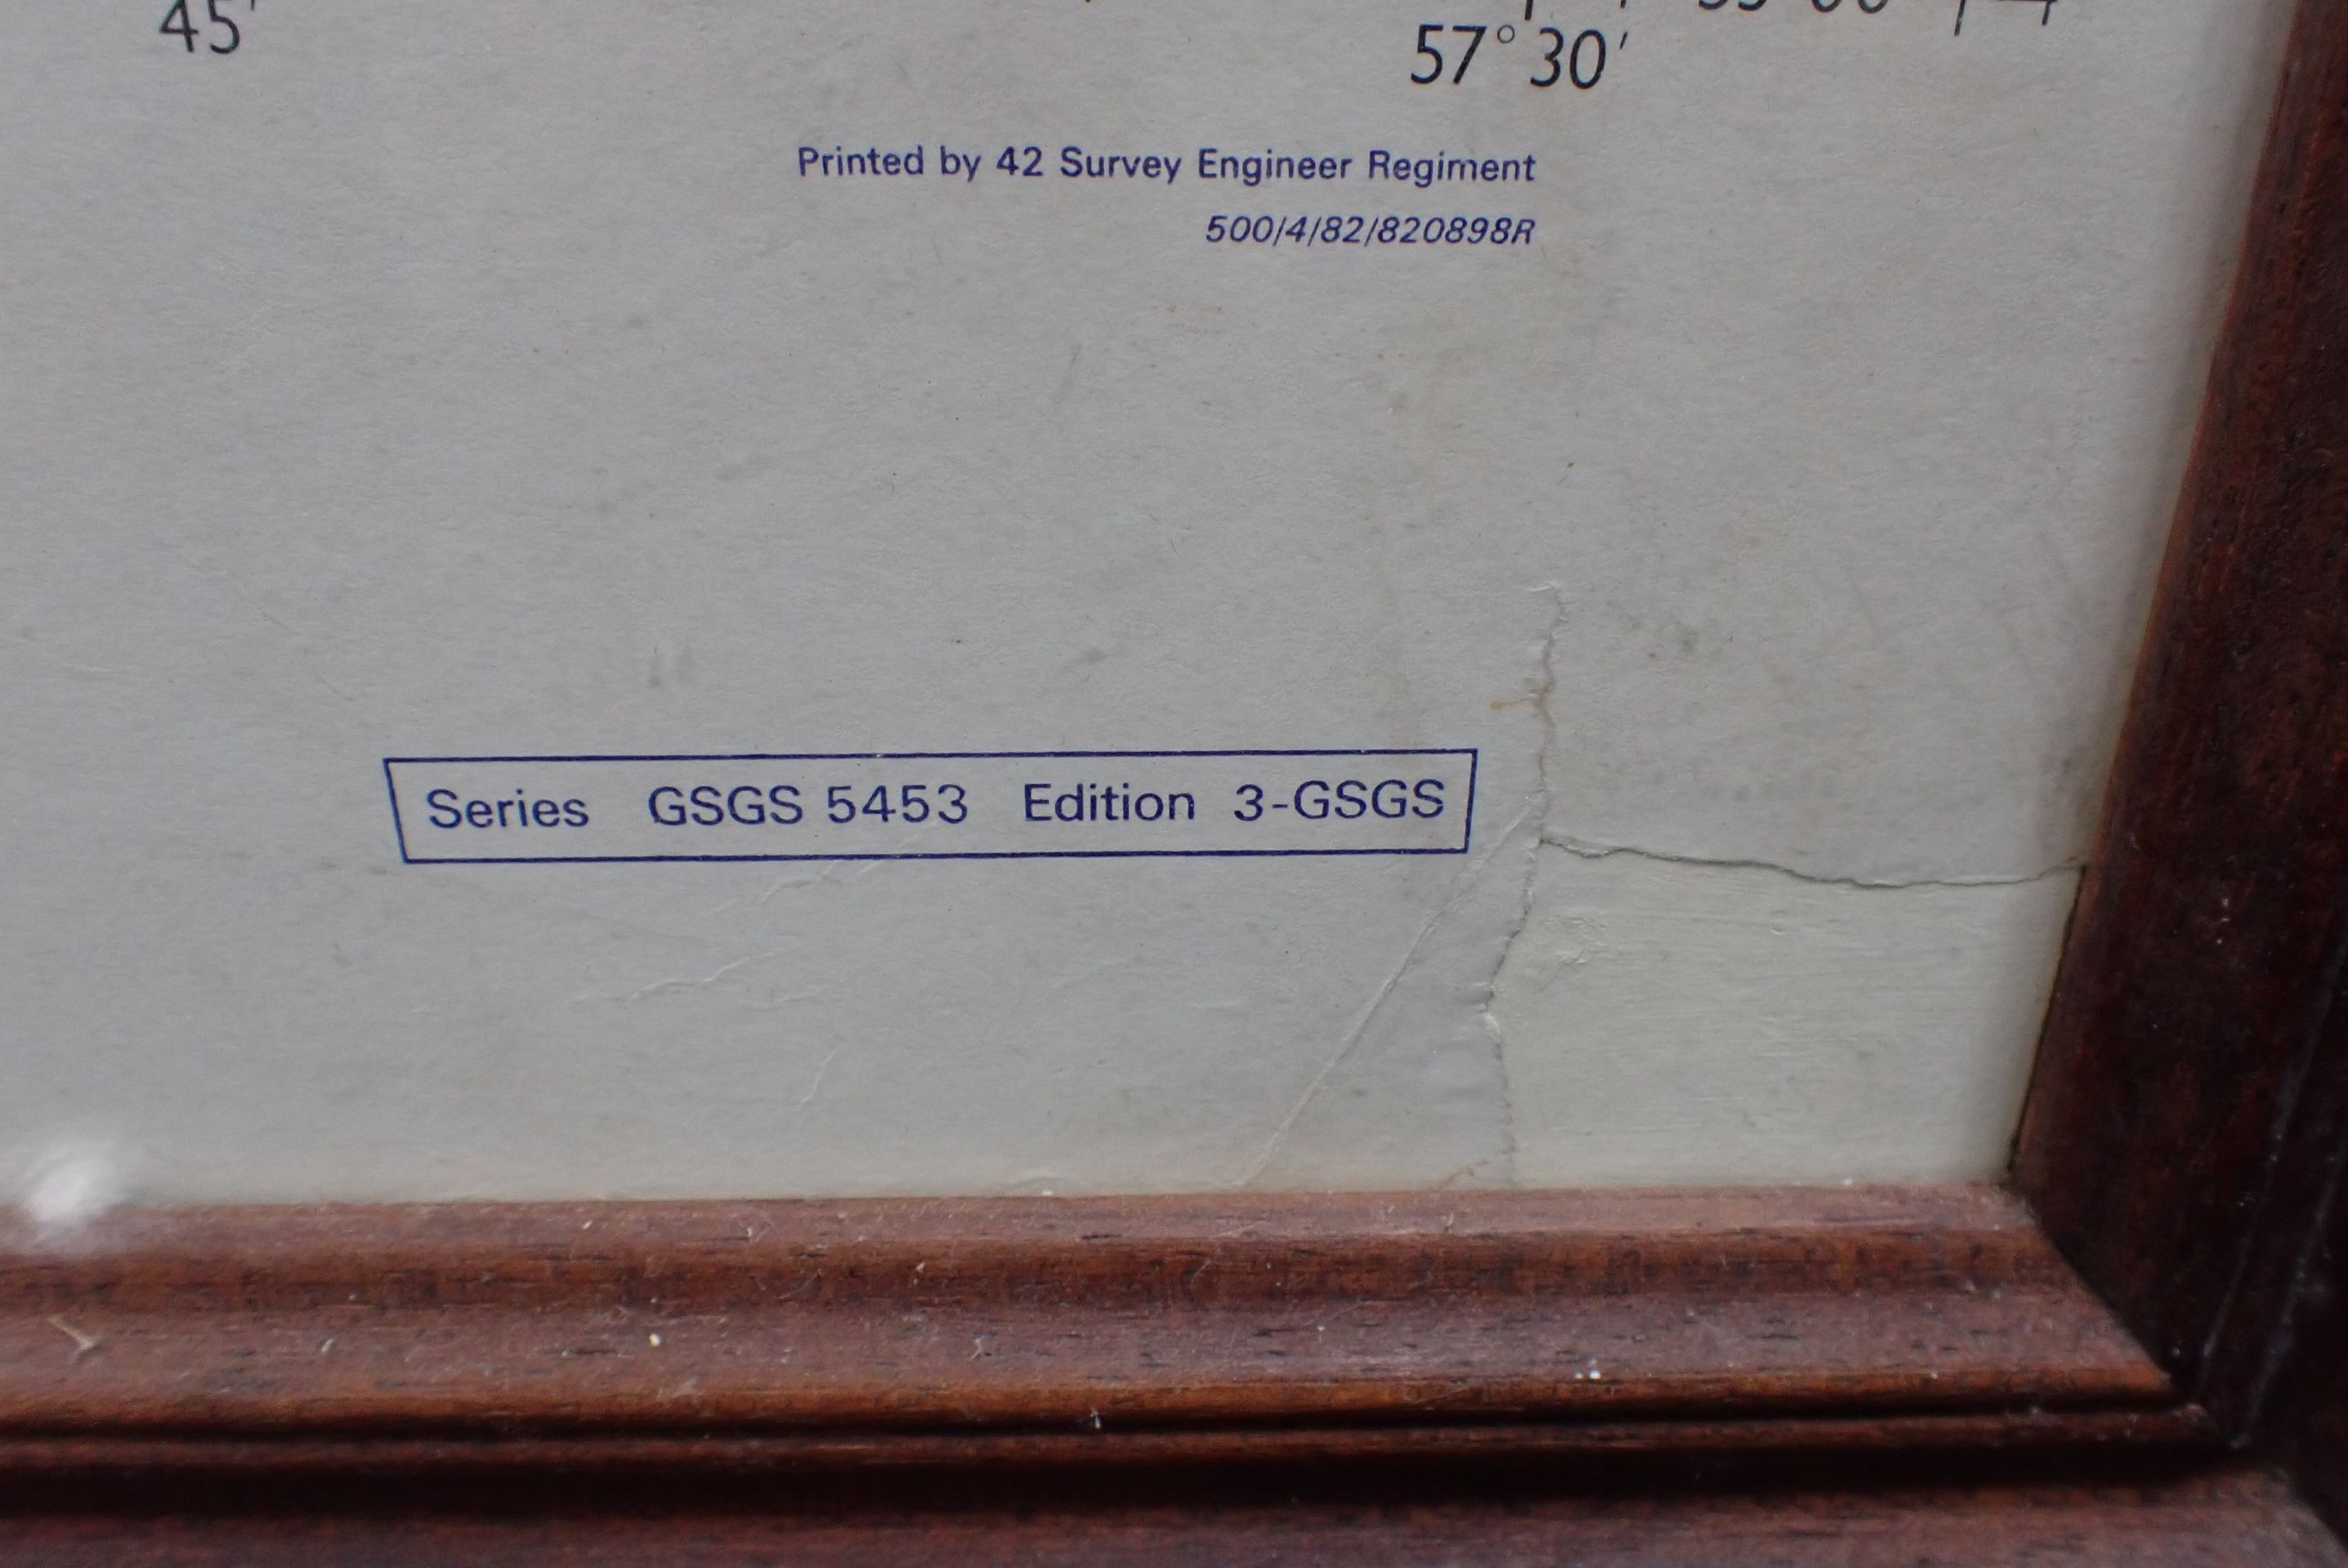 45'
57° 30'
Printed by 42 Survey Engineer Regiment
500/4/82/820898R
Series GSGS 5453 Edition 3-GSGS